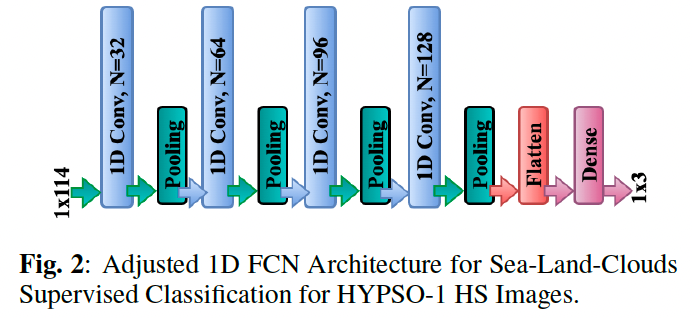 1x114
1D Conv, N=32
Pooling
1D Conv, N=64
Pooling
1D Conv, N=96
Pooling
1D Conv, N=128
Pooling
Flatten
Dense
1x3
Fig. 2: Adjusted 1D FCN Architecture for Sea-Land-Clouds
Supervised Classification for HYPSO-1 HS Images.